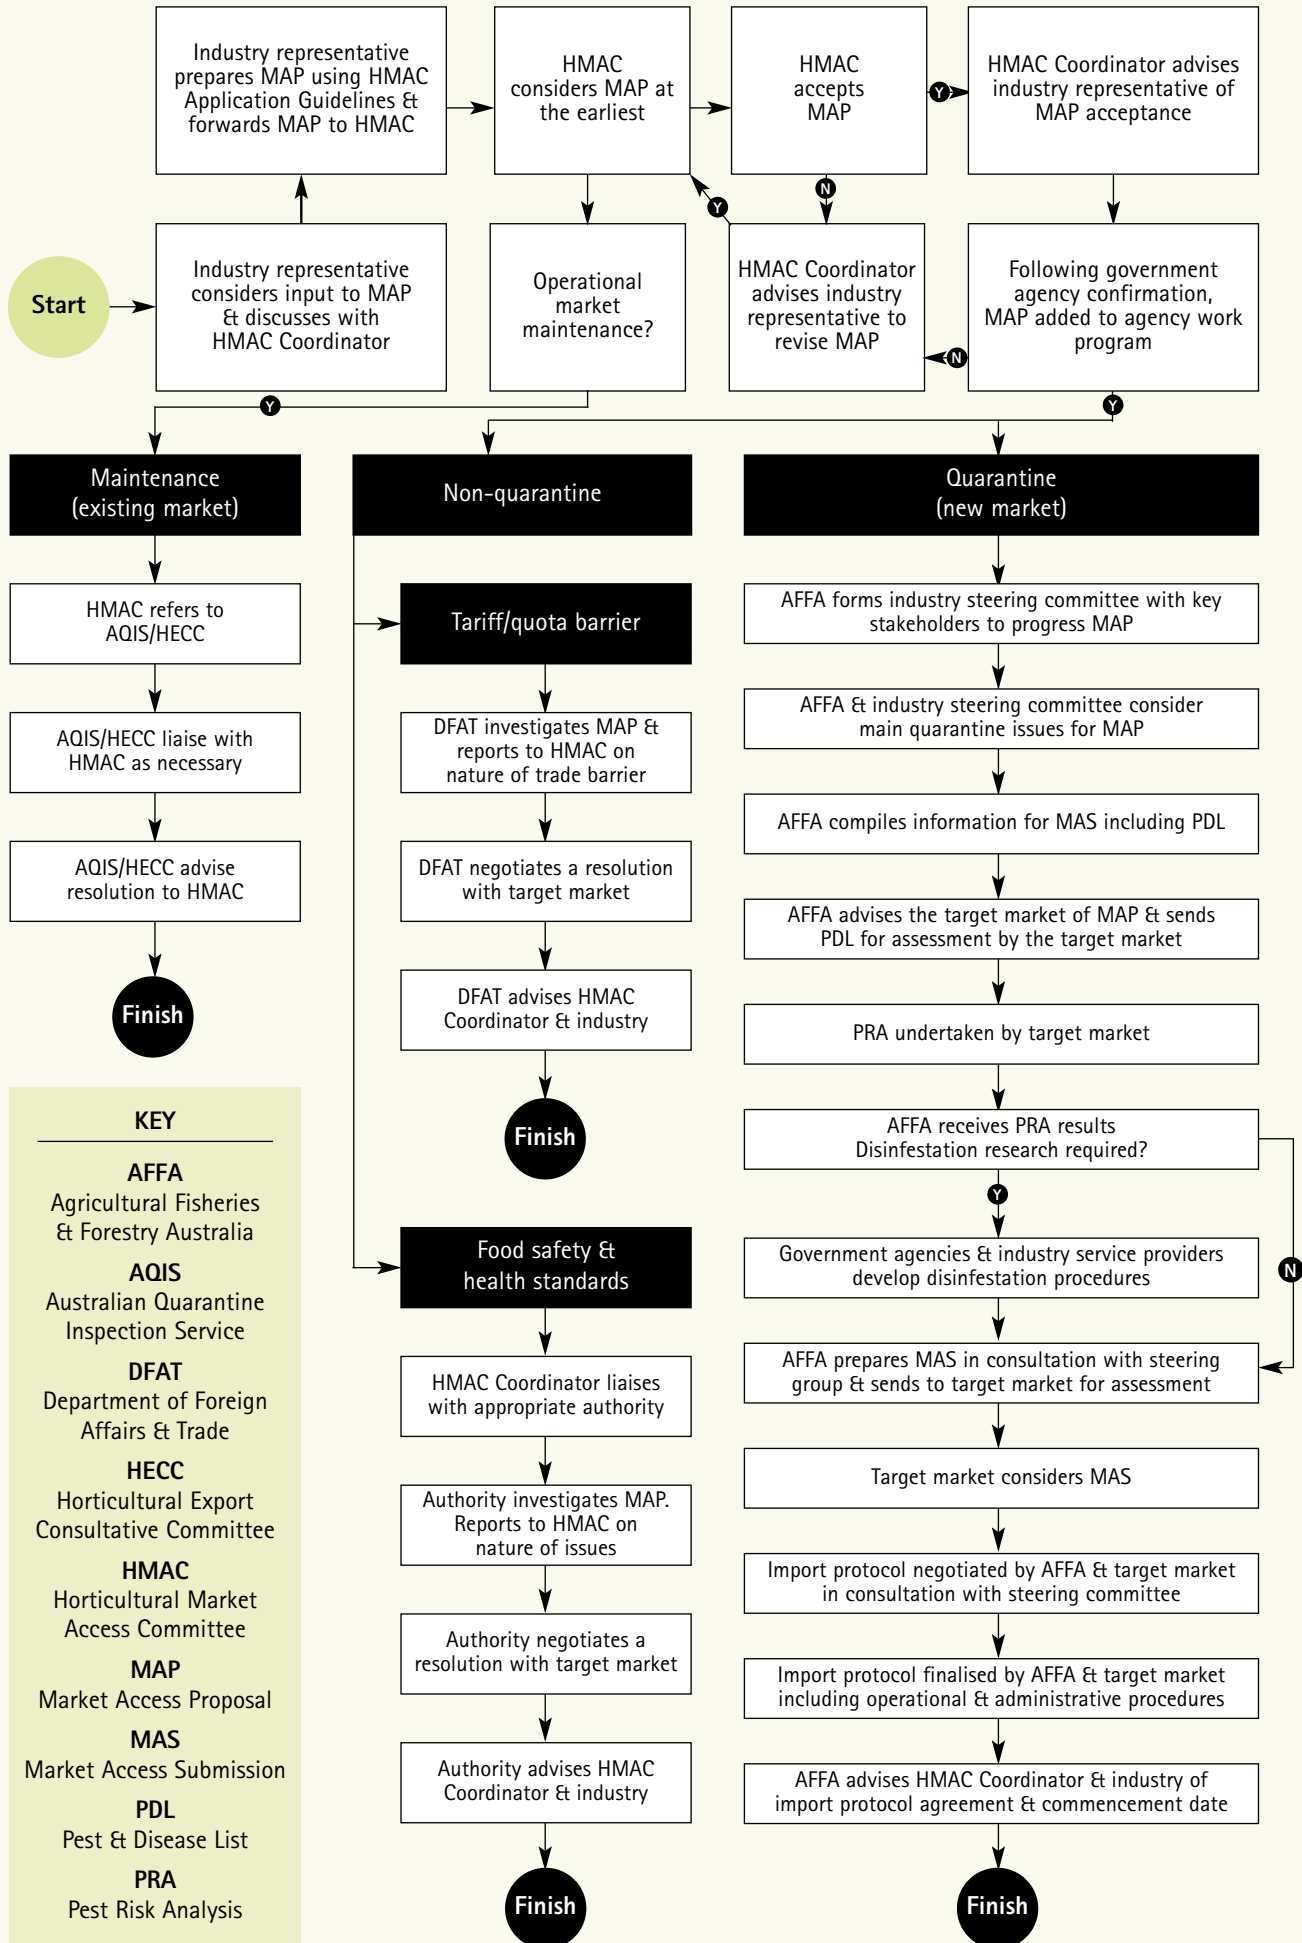 Industry representative
prepares MAP using HMAC
Application Guidelines &
forwards MAP to HMAC
HMAC
considers MAP at
the earliest
HMAC
accepts
MAP
Y
HMAC Coordinator advises
industry representative of
MAP acceptance
N
Y
Start
Industry representative
considers input to MAP
& discusses with
HMAC Coordinator
Operational
market
maintenance?
HMAC Coordinator
advises industry
representative to
revise MAP
N
Following government
agency confirmation,
MAP added to agency work
program
Y
Y
Maintenance
(existing market)
HMAC refers to
AQIS/HECC
AQIS/HECC liaise with
HMAC as necessary
AQIS/HECC advise
resolution to HMAC
Finish
Non-quarantine
Tariff/quota barrier
DFAT investigates MAP &
reports to HMAC on
nature of trade barrier
DFAT negotiates a resolution
with target market
DFAT advises HMAC
Coordinator & industry
Finish
Food safety &
health standards
HMAC Coordinator liaises
with appropriate authority
Authority investigates MAP.
Reports to HMAC on
nature of issues
Authority negotiates a
resolution with target market
Authority advises HMAC
Coordinator & industry
Finish
Quarantine
(new market)
AFFA forms industry steering committee with key
stakeholders to progress MAP
AFFA & industry steering committee consider
main quarantine issues for MAP
AFFA compiles information for MAS including PDL
AFFA advises the target market of MAP & sends
PDL for assessment by the target market
PRA undertaken by target market
AFFA receives PRA results
Disinfestation research required?
Y
N
Government agencies & industry service providers
develop disinfestation procedures
AFFA prepares MAS in consultation with steering
group & sends to target market for assessment
Target market considers MAS
Import protocol negotiated by AFFA & target market
in consultation with steering committee
Import protocol finalised by AFFA & target market
including operational & administrative procedures
AFFA advises HMAC Coordinator & industry of
import protocol agreement & commencement date
Finish
KEY
AFFA
Agricultural Fisheries
& Forestry Australia
AQIS
Australian Quarantine
Inspection Service
DFAT
Department of Foreign
Affairs & Trade
HECC
Horticultural Export
Consultative Committee
HMAC
Horticultural Market
Access Committee
MAP
Market Access Proposal
MAS
Market Access Submission
PDL
Pest & Disease List
PRA
Pest Risk Analysis